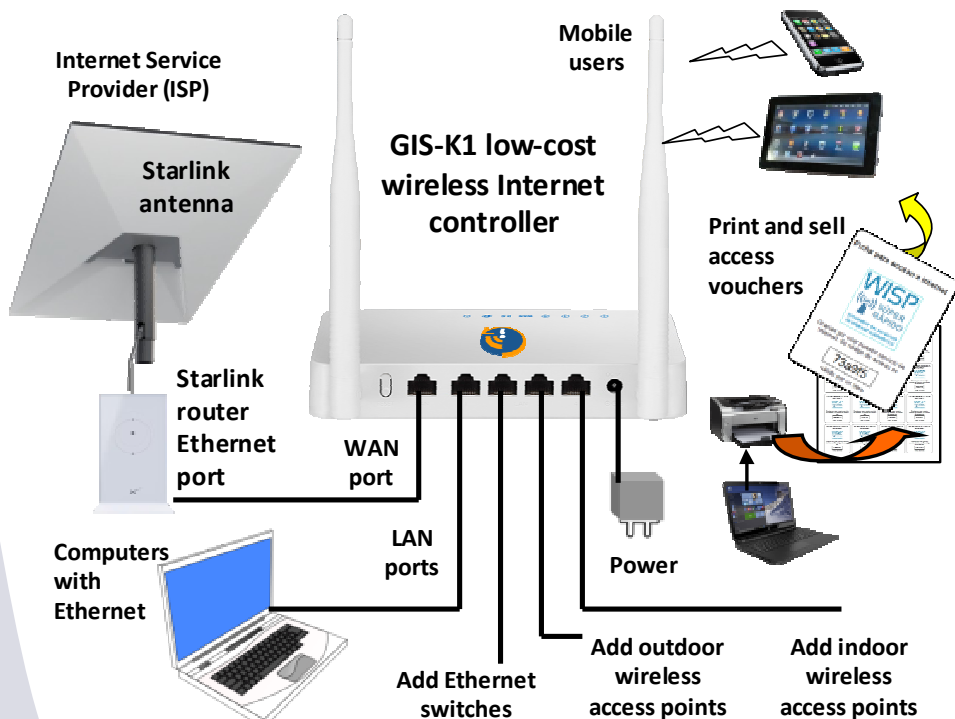 Internet Service
Provider (ISP)
Starlink
antenna
GIS-K1 low-cost
wireless Internet
controller
Mobile
users
Print and sell
access
vouchers
WISP
SUPER
RÁPIDO
Starlink
router
Ethernet
port
WAN
port
LAN
ports
Power
Computers
with
Ethernet
Add Ethernet
switches
Add outdoor
wireless
access points
Add indoor
wireless
access points